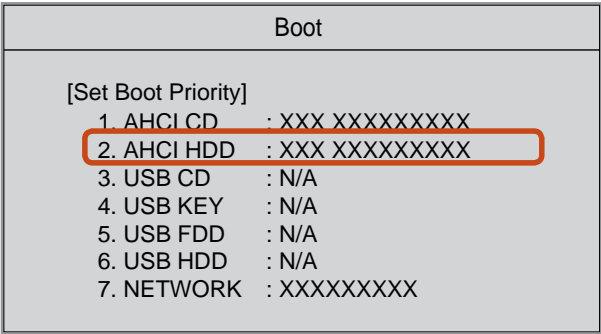 Boot
[Set Boot Priority]
1. AHCI CD : XXX XXXXXXXXX
2. AHCI HDD : XXX XXXXXXXXX
3. USB CD : N/A
4. USB KEY : N/A
5. USB FDD : N/A
6. USB HDD : N/A
7. NETWORK : XXXXXXXXX